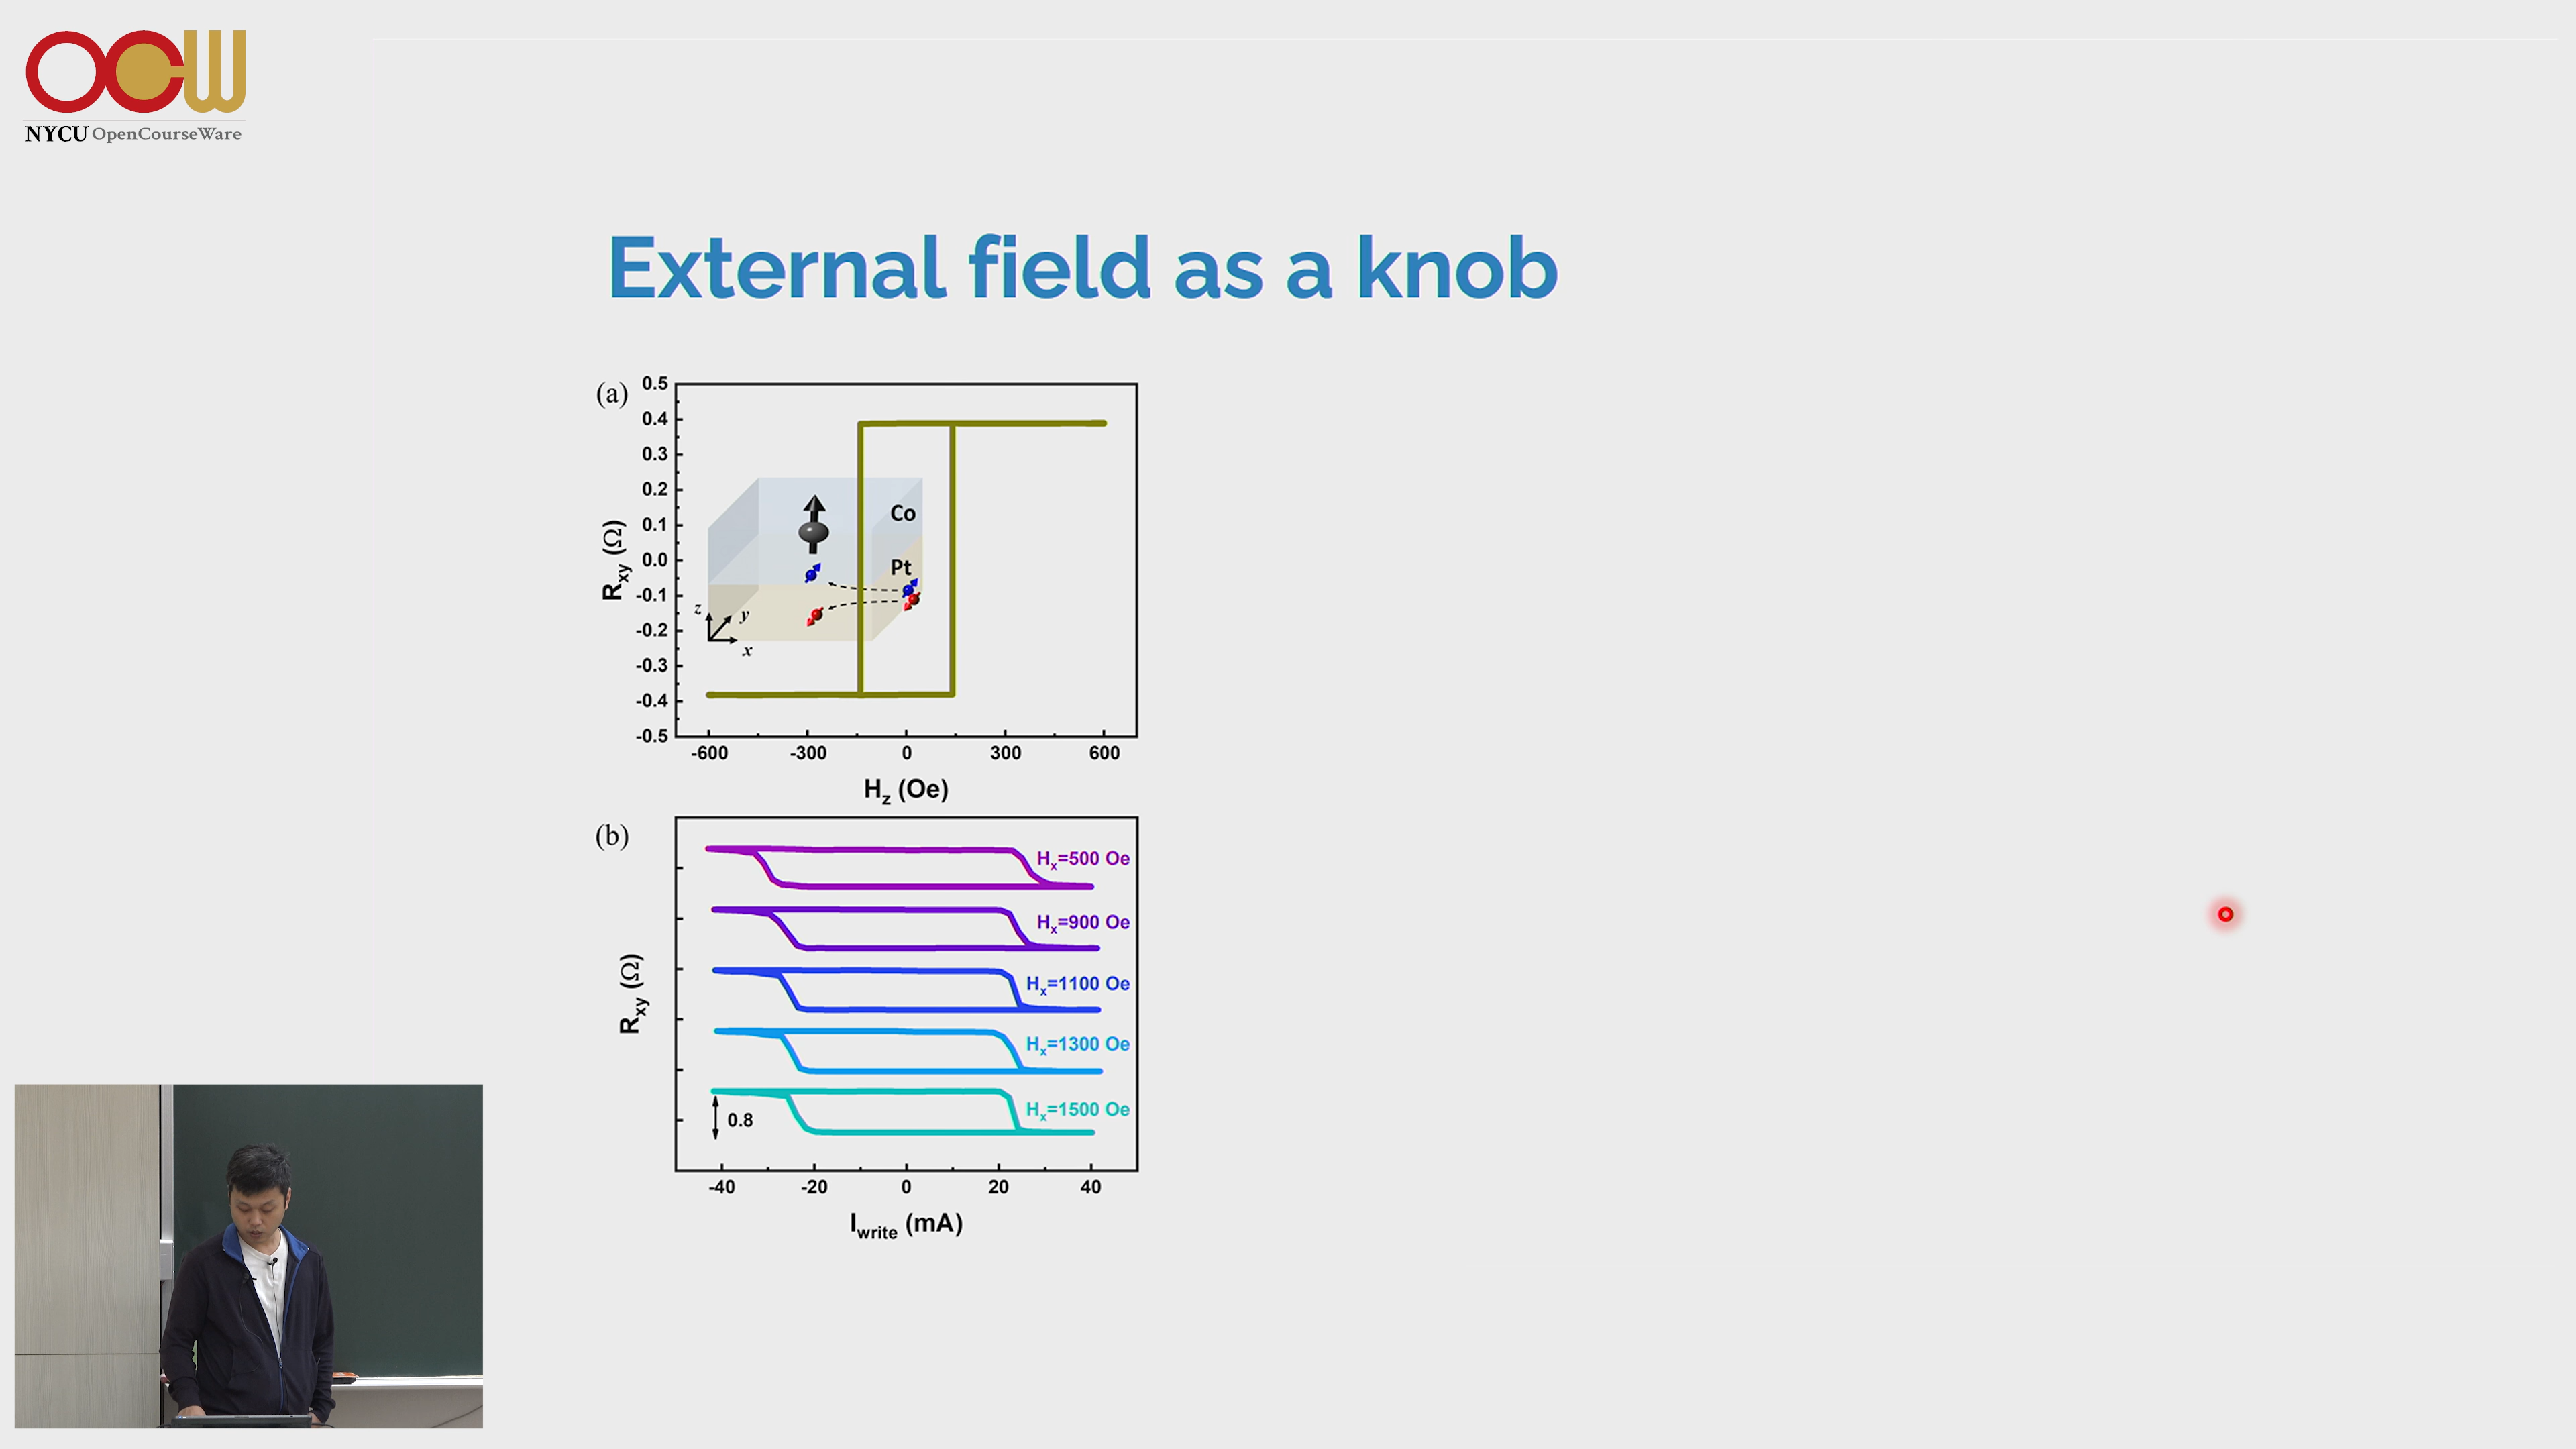 OCW
NYCU OpenCourseWare
External field as a knob
(a)
0.5
0.4
0.3
0.2
0.1
0.0
-0.1
-0.2
-0.3
-0.4
-0.5
Rxy (Ω)
Co
Pt
z
y
x
-600 -300 0 300 600
Hz (Oe)
(b)
Hx=500 Oe
Hx=900 Oe
Hx=1100 Oe
Hx=1300 Oe
Hx=1500 Oe
Rxy (Ω)
0.8
-40 -20 0 20 40
Iwrite (mA)